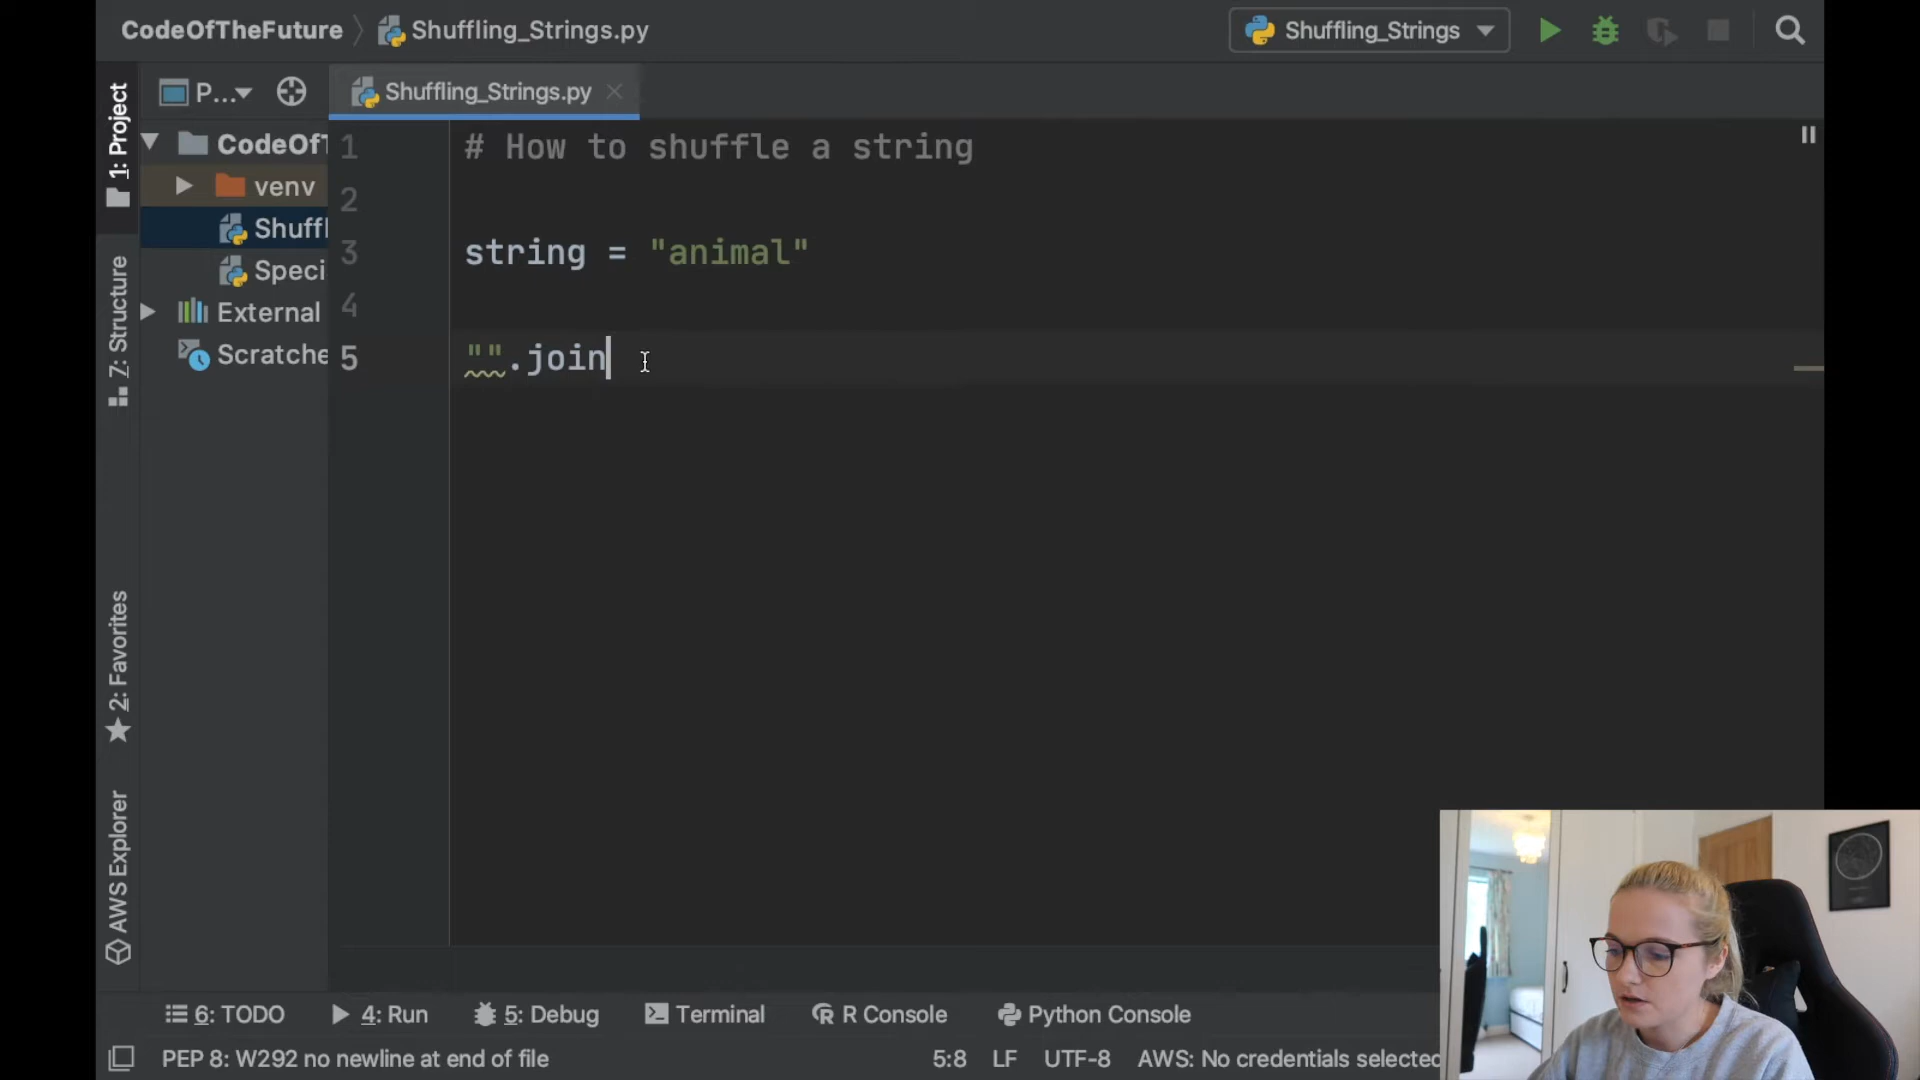 CodeOfTheFuture Shuffling_Strings.py Shuffling_Strings
1: Project P... Shuffling_Strings.py
CodeOfT
venv
Shuffl
Speci
External
Scratche
Z: Structure
2: Favorites
AWS Explorer
1 # How to shuffle a string
2
3 string = "animal"
4
5 "".join
6: TODO 4: Run 5: Debug Terminal R Console Python Console
PEP 8: W292 no newline at end of file 5:8 LF UTF-8 AWS: No credentials selected